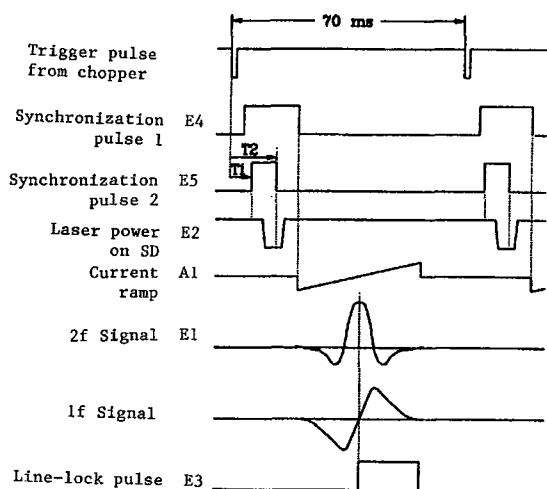 70 ms
Trigger pulse
from chopper
Synchronization E4
pulse 1
T2
T1
Synchronization E5
pulse 2
Laser power E2
on SD
Current A1
ramp
2f Signal E1
1f Signal
Line-lock pulse E3